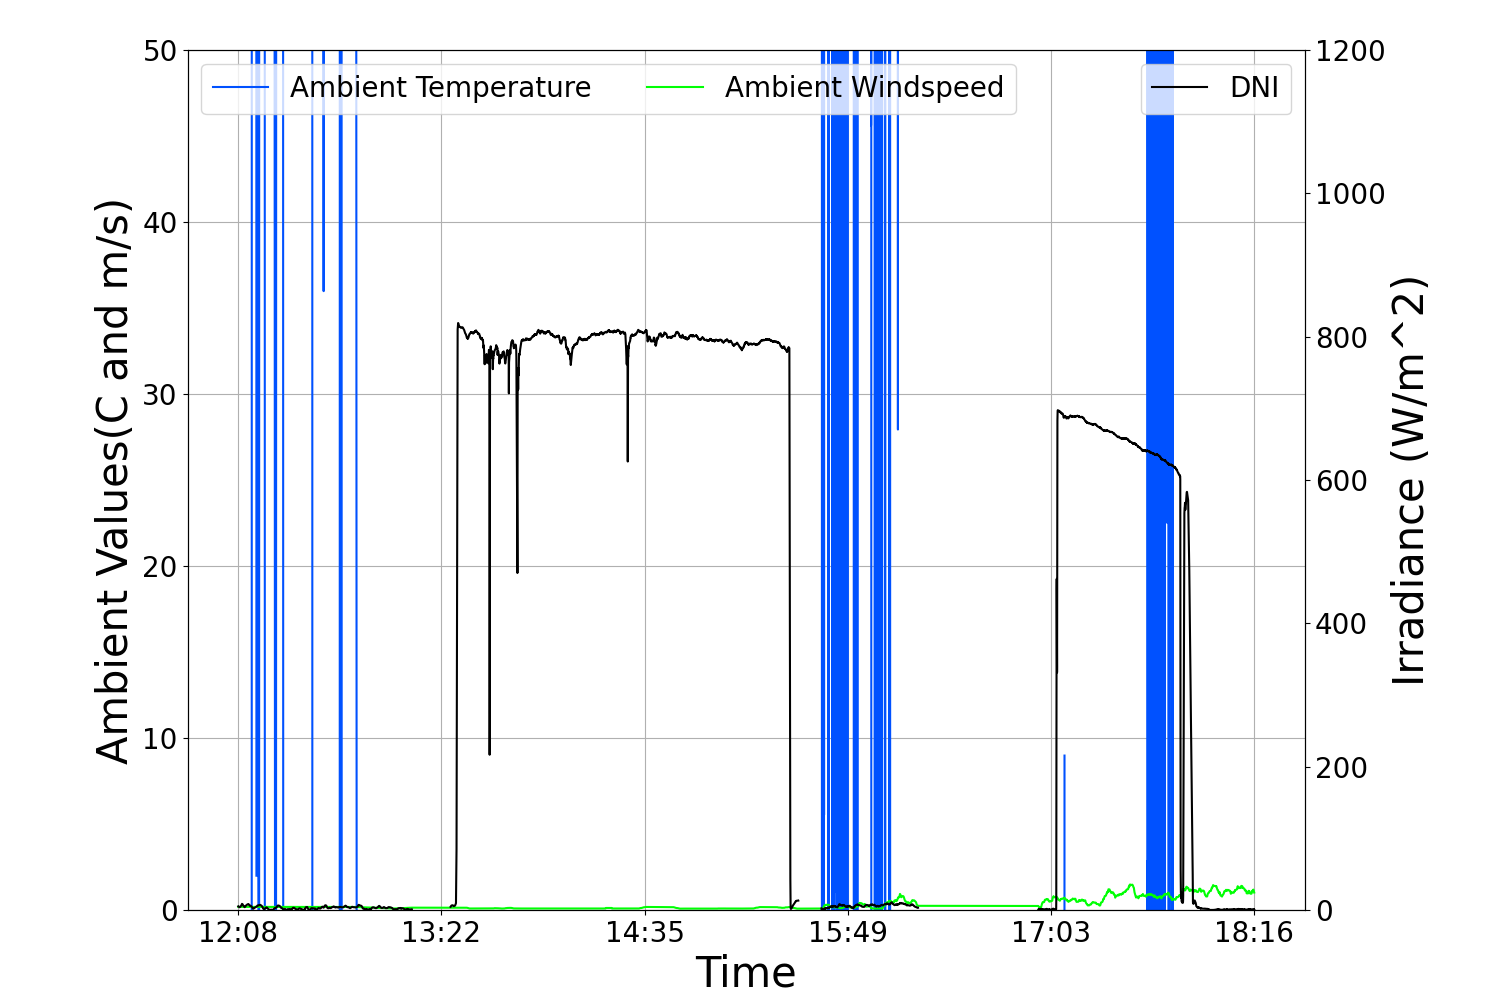 Ambient Temperature
Ambient Windspeed
DNI
Ambient Values(C and m/s)
50
40
30
20
10
0
1200
1000
800
600
400
200
0
Irradiance (W/m^2)
12:08 13:22 14:35 15:49 17:03 18:16
Time